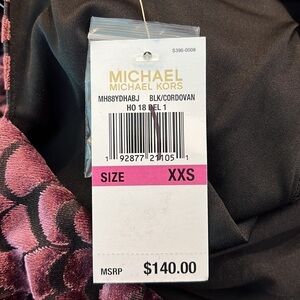 S396-0009
MICHAEL
MICHAEL KORS
MH88YDHABJ BLK/CORDOVAN
HO 18 DEL 1
1 92877 21105 1
SIZE XXS
MSRP $140.00